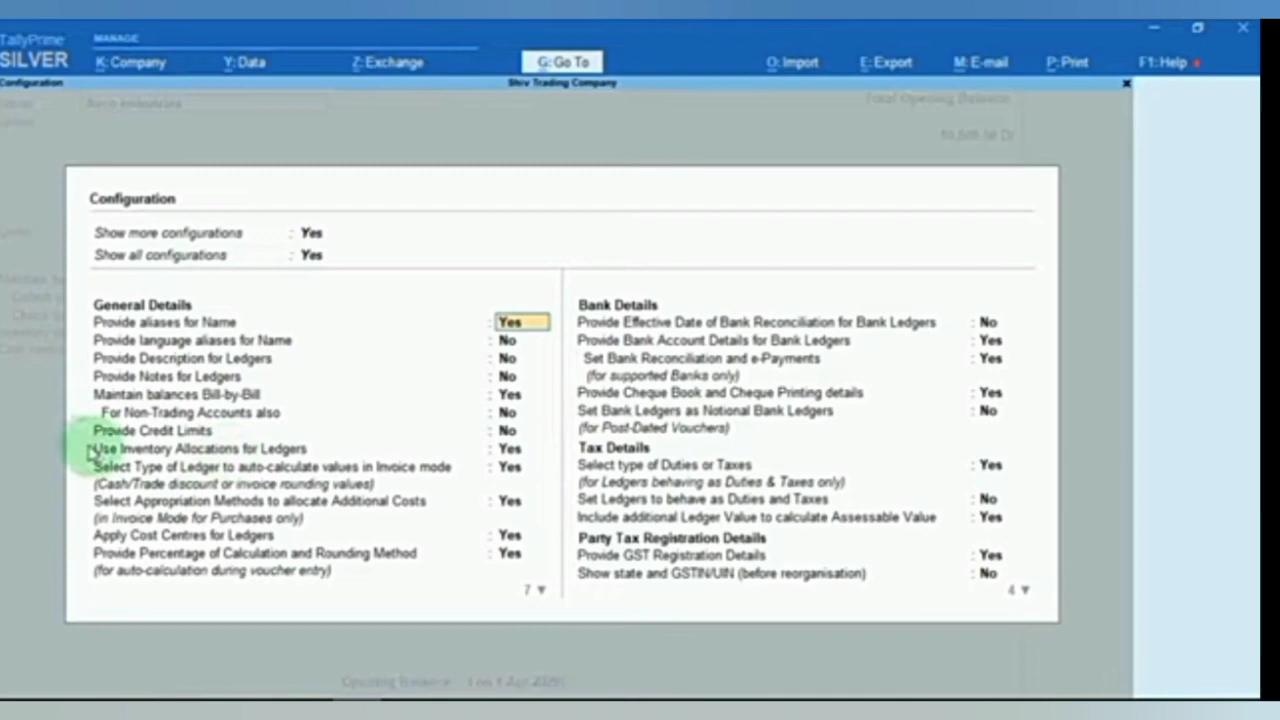 TallyPrime
MANAGE
SILVER
K: Company
Y: Data
Z: Exchange
G: Go To
O: Import
E: Export
M: E-mail
P: Print
F1: Help
Configuration
Shiv Trading Company
Total Opening Balance
Configuration
Show more configurations : Yes
Show all configurations : Yes
General Details
Provide aliases for Name : Yes
Provide language aliases for Name : No
Provide Description for Ledgers : No
Provide Notes for Ledgers : No
Maintain balances Bill-by-Bill : Yes
For Non-Trading Accounts also : No
Provide Credit Limits : No
Use Inventory Allocations for Ledgers : Yes
Select Type of Ledger to auto-calculate values in Invoice mode : Yes
(Cash/Trade discount or invoice rounding values)
Select Appropriation Methods to allocate Additional Costs : Yes
(in Invoice Mode for Purchases only)
Apply Cost Centres for Ledgers : Yes
Provide Percentage of Calculation and Rounding Method : Yes
(for auto-calculation during voucher entry)
7 ▼
Bank Details
Provide Effective Date of Bank Reconciliation for Bank Ledgers : No
Provide Bank Account Details for Bank Ledgers : Yes
Set Bank Reconciliation and e-Payments : Yes
(for supported Banks only)
Provide Cheque Book and Cheque Printing details : Yes
Set Bank Ledgers as Notional Bank Ledgers : No
(for Post-Dated Vouchers)
Tax Details
Select type of Duties or Taxes : Yes
(for Ledgers behaving as Duties & Taxes only)
Set Ledgers to behave as Duties and Taxes : No
Include additional Ledger Value to calculate Assessable Value : Yes
Party Tax Registration Details
Provide GST Registration Details : Yes
Show state and GSTIN/UIN (before reorganisation) : No
4 ▼
Opening Balance